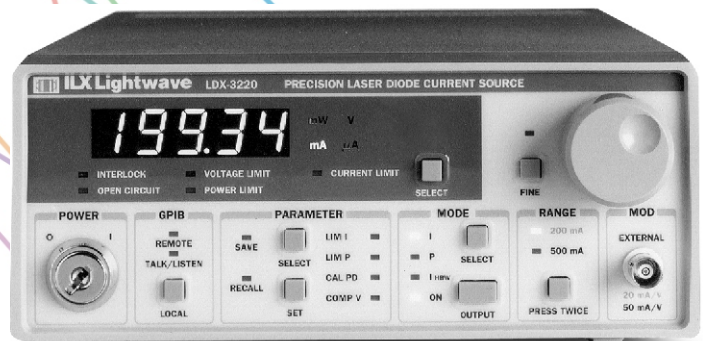 ILX Lightwave LDX-3220 PRECISION LASER DIODE CURRENT SOURCE
199.34
mW V
mA µA
INTERLOCK VOLTAGE LIMIT CURRENT LIMIT
OPEN CIRCUIT POWER LIMIT
SELECT
FINE
POWER GPIB PARAMETER MODE RANGE MOD
O I
REMOTE
TALK/LISTEN
LOCAL
SAVE
SELECT
RECALL
SET
LIM I
LIM P
CAL PD
COMP V
I
P
I HBW
ON
SELECT
OUTPUT
200 mA
500 mA
PRESS TWICE
EXTERNAL
20 mA/V
50 mA/V